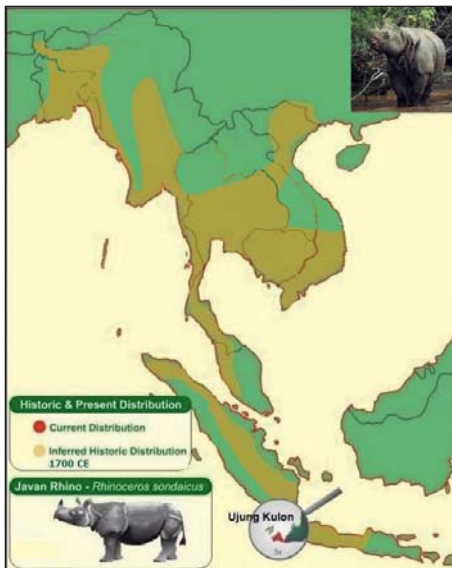 Historic & Present Distribution
Current Distribution
Inferred Historic Distribution
1700 CE
Javan Rhino - Rhinoceros sondaicus
Ujung Kulon